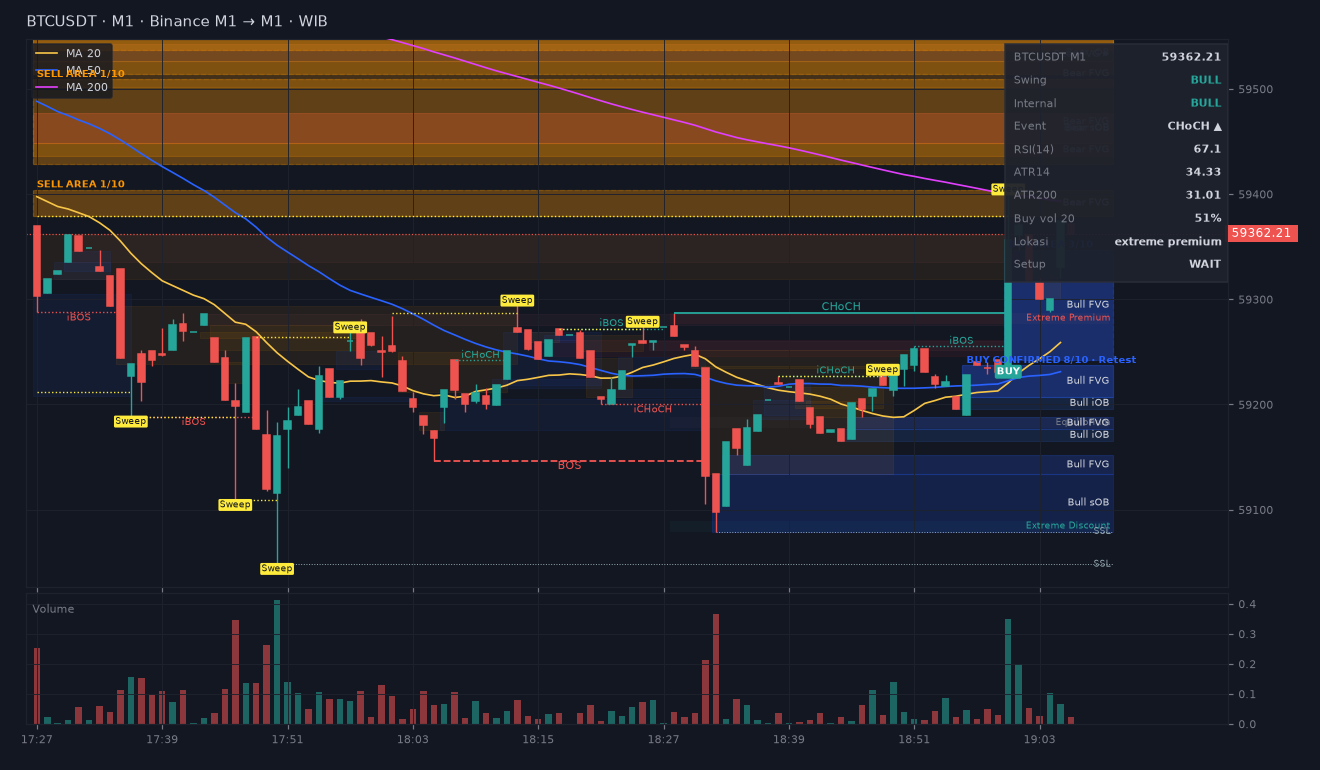 BTCUSDT · M1 · Binance M1 → M1 · WIB
MA 20
MA 50
MA 200
SELL AREA 1/10
SELL AREA 1/10
BTCUSDT M1 59362.21
Swing BULL
Internal BULL
Event CHoCH ▲
RSI(14) 67.1
ATR14 34.33
ATR200 31.01
Buy vol 20 51%
Lokasi extreme premium
Setup WAIT
59500
59400
59362.21
59300
59200
59100
iBOS
Sweep
iBOS
Sweep
Sweep
Sweep
iCHoCH
Sweep
BOS
iBOS
Sweep
iCHoCH
CHoCH
iCHoCH
Sweep
iBOS
BUY CONFIRMED 8/10 - Retest
BUY
Bull FVG
Extreme Premium
Bull FVG
Bull iOB
Bull FVG
Bull iOB
Bull FVG
Bull sOB
Extreme Discount
SSL
SSL
Volume
0.4
0.3
0.2
0.1
0.0
17:27
17:39
17:51
18:03
18:15
18:27
18:39
18:51
19:03